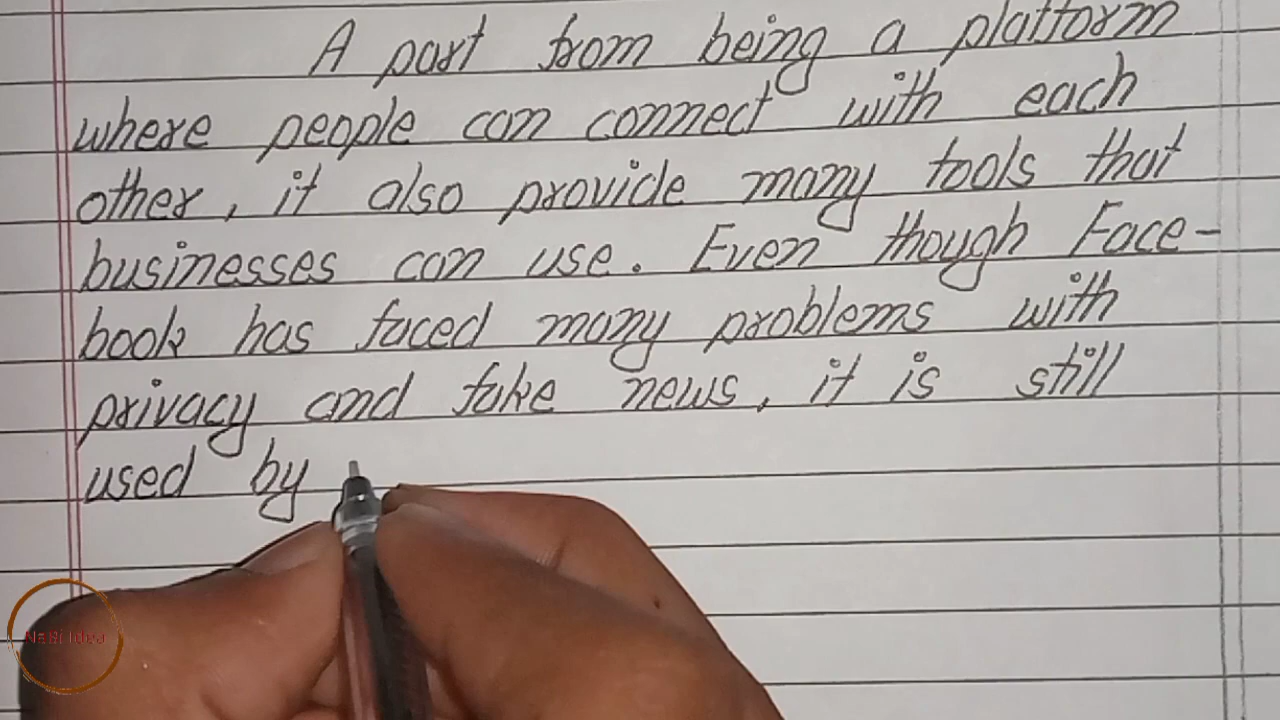 A part from being a platform
where people can connect with each
other, it also provide many tools that
businesses can use. Even though Face-
book has faced many problems with
privacy and fake news, it is still
used by
NaBi Idea